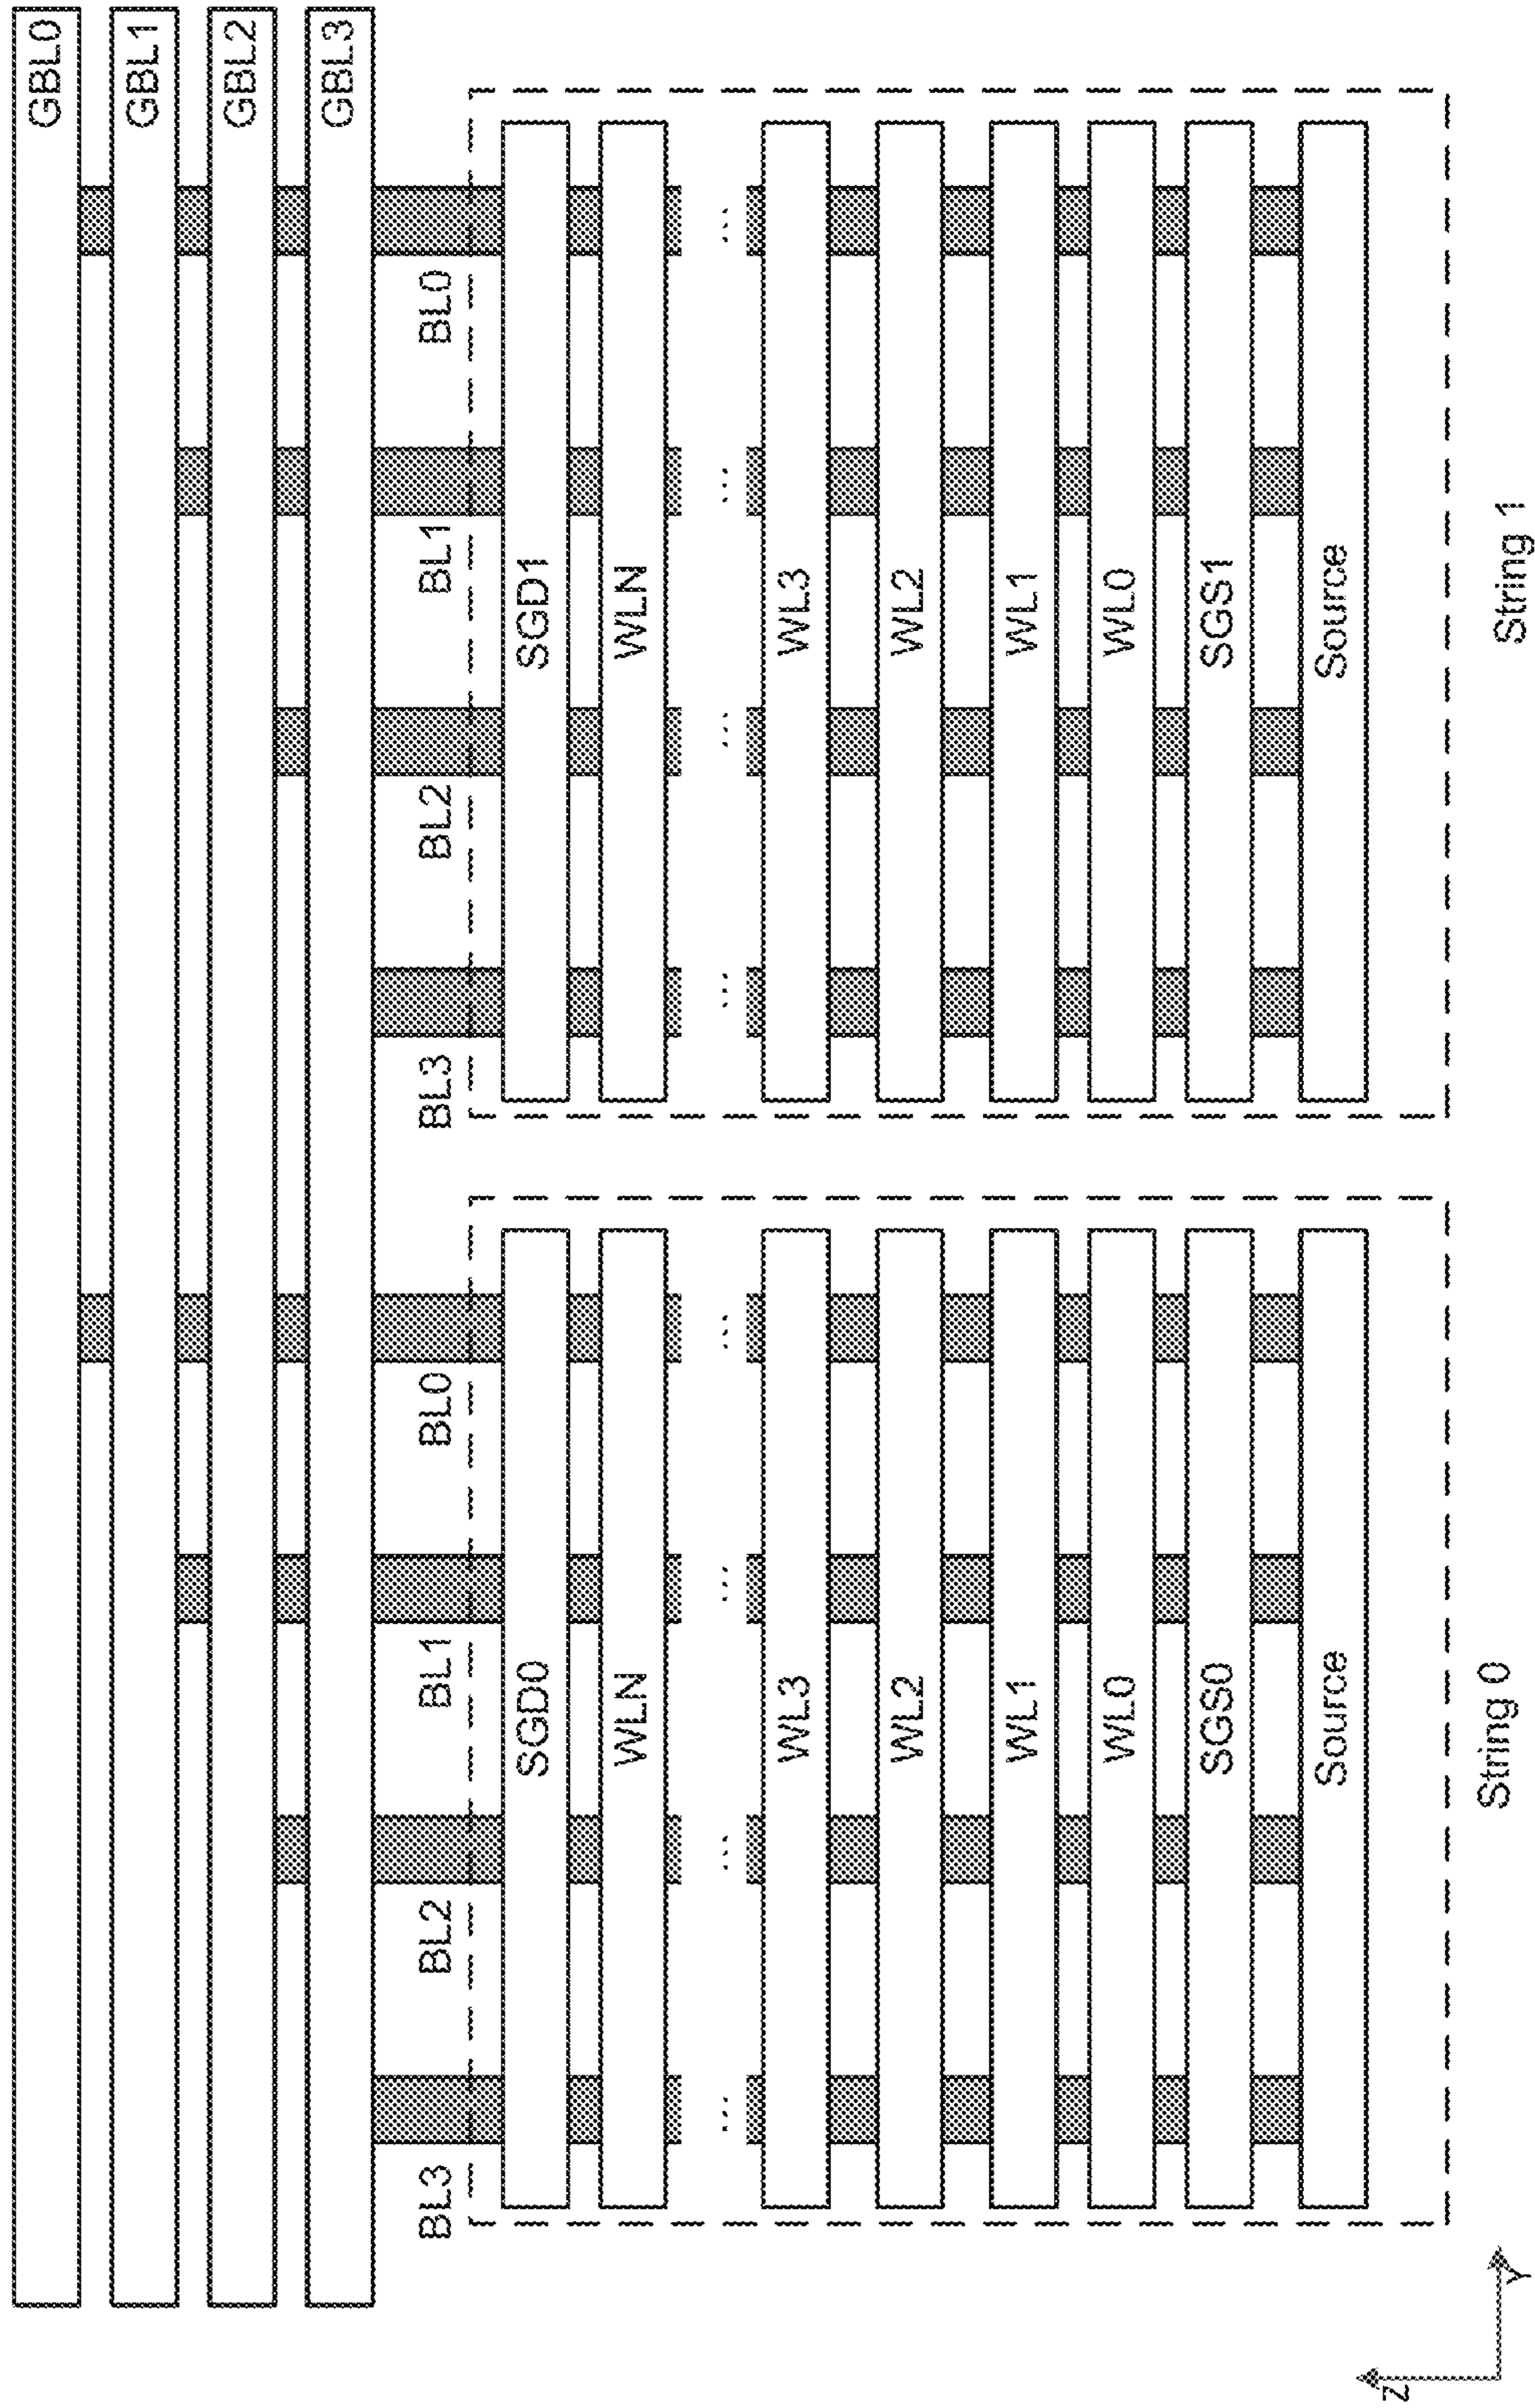 GBL0
GBL1
GBL2
GBL3
BL3
BL2
BL1
BL0
BL3
BL2
BL1
BL0
SGD0
SGD1
WLN
WLN
... ... ... ...
... ... ... ...
WL3
WL3
WL2
WL2
WL1
WL1
WL0
WL0
SGS0
SGS1
Source
Source
String 0
String 1
Z
Y